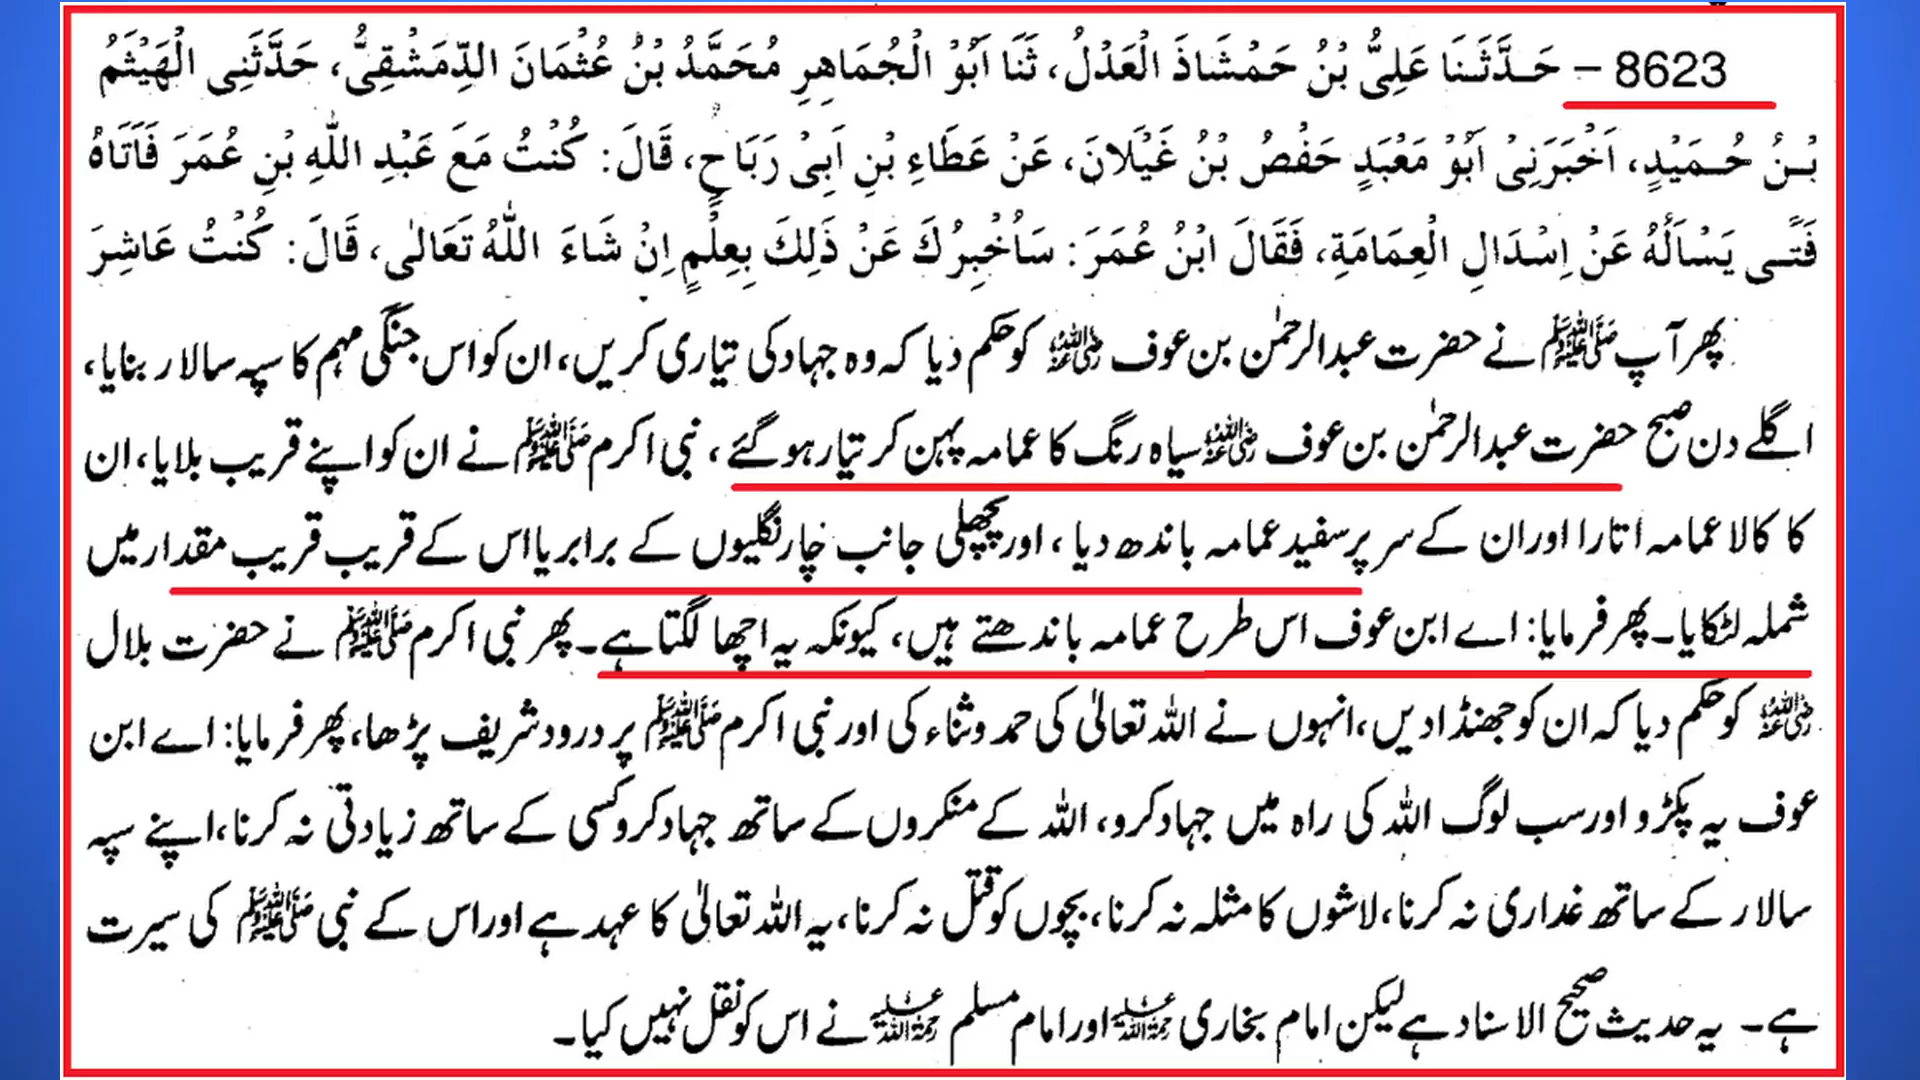 8623 – حَـدَّثَـنَا عَلِیُّ بْنُ حَمْشَاذَ الْعَدْلُ، ثَنَا اَبُوْ الْجُمَاهِرِ مُحَمَّدُ بْنُ عُثْمَانَ الدِّمَشْقِیُّ، حَدَّثَنِی الْهَیْثَمُ
بْـنُ حُـمَیْدٍ، اَخْبَرَنِیْ اَبُوْ مَعْبَدٍ حَفْصُ بْنُ غَیْلَانَ، عَنْ عَطَاءِ بْنِ اَبِیْ رَبَاحٍ، قَالَ: کُنْتُ مَعَ عَبْدِ اللّٰهِ بْنِ عُمَرَ فَاَتَاهُ
فَتًـی یَسْاَلُهُ عَنْ اِسْدَالِ الْعِمَامَةِ، فَقَالَ ابْنُ عُمَرَ: سَاُخْبِرُكَ عَنْ ذٰلِكَ بِعِلْمٍ اِنْ شَاءَ اللّٰهُ تَعَالٰی، قَالَ: کُنْتُ عَاشِرَ
پھر آپ ﷺ نے حضرت عبدالرحمٰن بن عوف رضی اللہ عنہ کو حکم دیا کہ وہ جہاد کی تیاری کریں، ان کو اس جنگی مہم کا سپہ سالار بنایا،
اگلے دن صبح حضرت عبدالرحمٰن بن عوف رضی اللہ عنہ سیاہ رنگ کا عمامہ پہن کر تیار ہو گئے، نبی اکرم ﷺ نے ان کو اپنے قریب بلایا، ان
کا کالا عمامہ اتارا اور ان کے سر پر سفید عمامہ باندھ دیا، اور پچھلی جانب چار نگلیوں کے برابر یا اس کے قریب قریب مقدار میں
شملہ لٹکایا۔ پھر فرمایا: اے ابن عوف اس طرح عمامہ باندھتے ہیں، کیونکہ یہ اچھا لگتا ہے۔ پھر نبی اکرم ﷺ نے حضرت بلال
رضی اللہ عنہ کو حکم دیا کہ ان کو جھنڈا دیں، انہوں نے اللہ تعالیٰ کی حمد وثناء کی اور نبی اکرم ﷺ پر درود شریف پڑھا، پھر فرمایا: اے ابن
عوف یہ پکڑو اور سب لوگ اللہ کی راہ میں جہاد کرو، اللہ کے منکروں کے ساتھ جہاد کرو کسی کے ساتھ زیادتی نہ کرنا، اپنے سپہ
سالار کے ساتھ غداری نہ کرنا، لاشوں کا مثلہ نہ کرنا، بچوں کو قتل نہ کرنا، یہ اللہ تعالیٰ کا عہد ہے اور اس کے نبی ﷺ کی سیرت
ہے۔ یہ حدیث صحیح الاسناد ہے لیکن امام بخاری رحمۃ اللہ علیہ اور امام مسلم رحمۃ اللہ علیہ نے اس کو نقل نہیں کیا۔